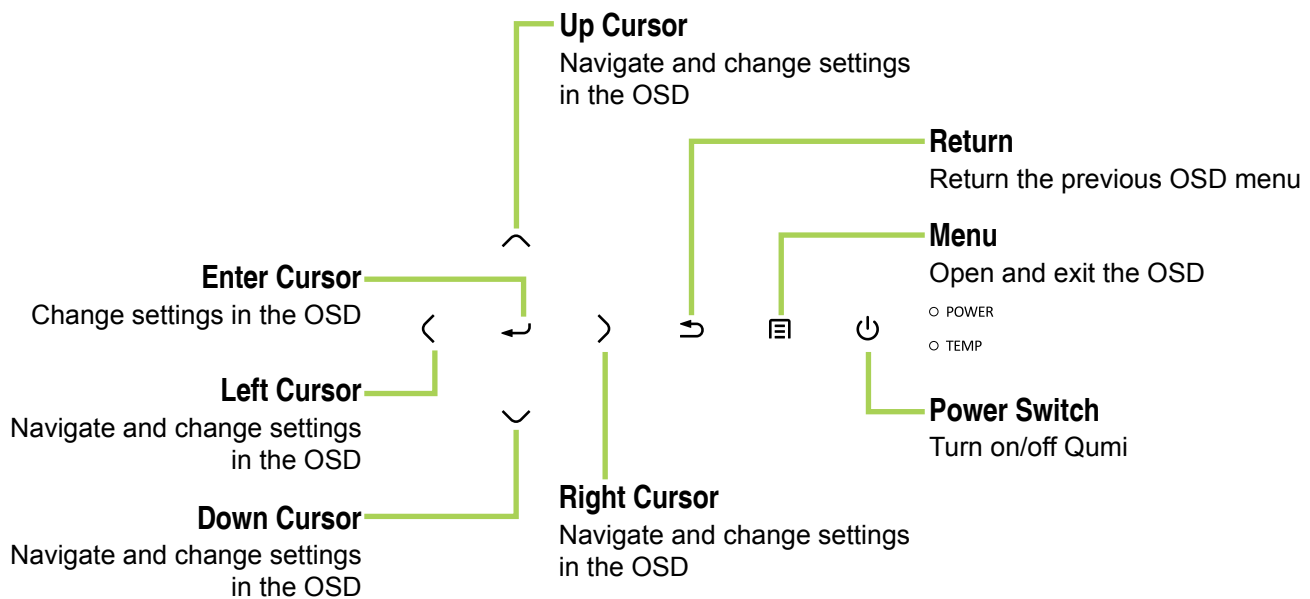 Up Cursor
Navigate and change settings
in the OSD
Return
Return the previous OSD menu
Menu
Open and exit the OSD
Enter Cursor
Change settings in the OSD
POWER
TEMP
Left Cursor
Navigate and change settings
in the OSD
Power Switch
Turn on/off Qumi
Right Cursor
Navigate and change settings
in the OSD
Down Cursor
Navigate and change settings
in the OSD